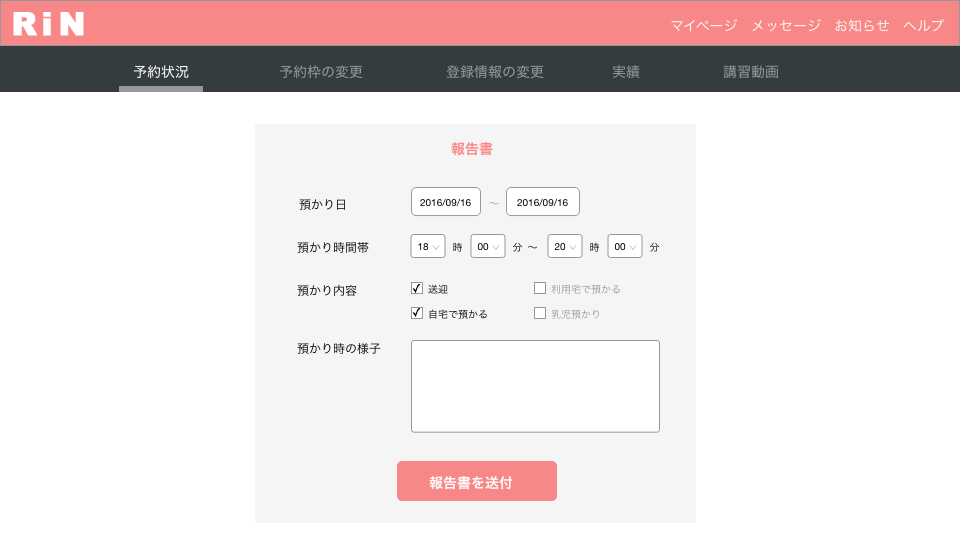 RiN
マイページ メッセージ お知らせ ヘルプ
予約状況 予約枠の変更 登録情報の変更 実績 講習動画
報告書
預かり日 2016/09/16 ～ 2016/09/16
預かり時間帯 18 時 00 分 ～ 20 時 00 分
預かり内容 送迎 利用宅で預かる
自宅で預かる 乳児預かり
預かり時の様子
報告書を送付